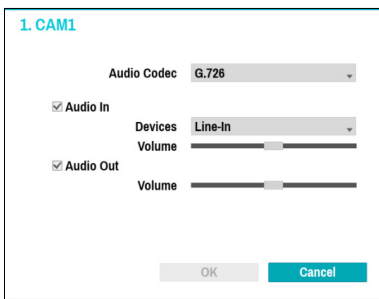 1. CAM1
Audio Codec G.726
Audio In
Devices Line-In
Volume
Audio Out
Volume
OK Cancel